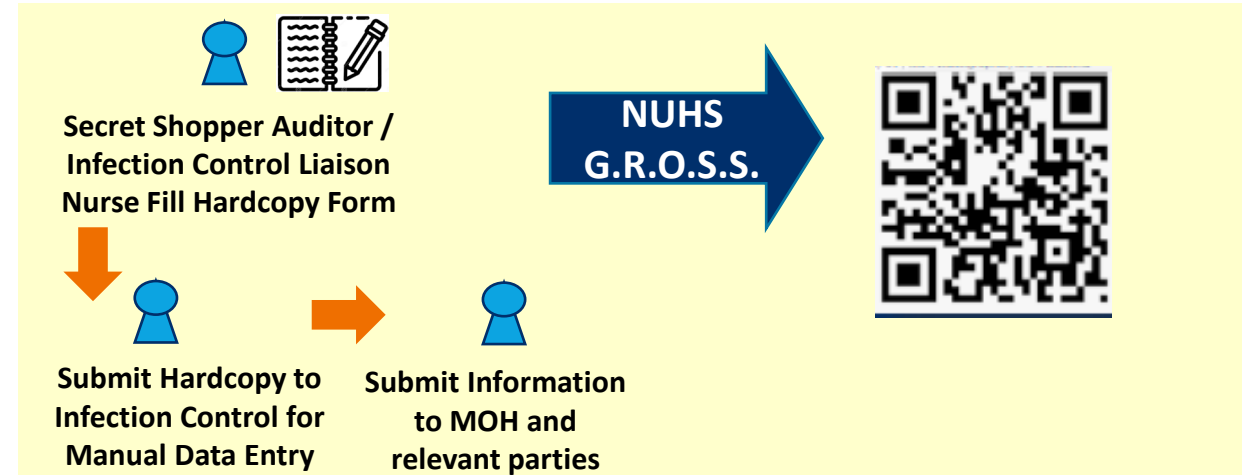 Secret Shopper Auditor /
Infection Control Liaison
Nurse Fill Hardcopy Form
NUHS
G.R.O.S.S.
Submit Hardcopy to
Infection Control for
Manual Data Entry
Submit Information
to MOH and
relevant parties